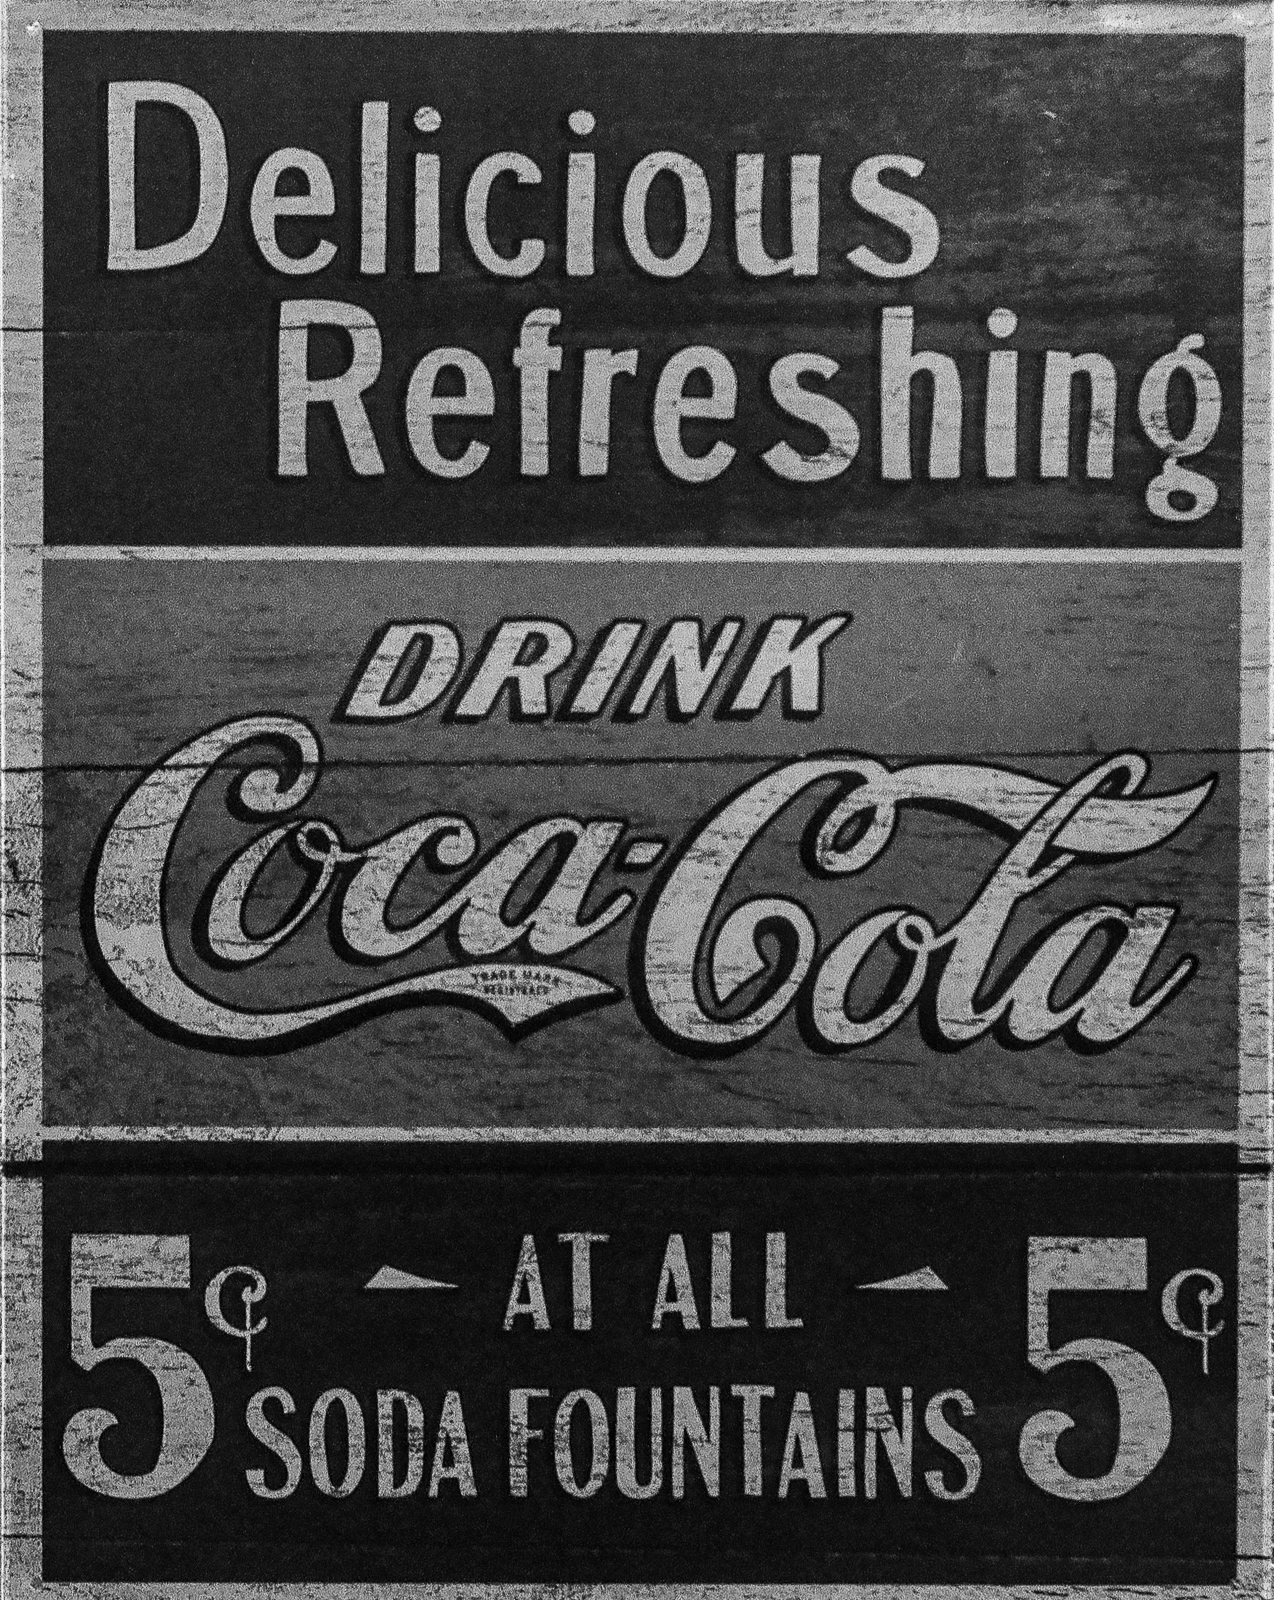 Delicious
Refreshing
DRINK
Coca-Cola
TRADE MARK
REGISTERED
5¢ AT ALL 5¢
SODA FOUNTAINS